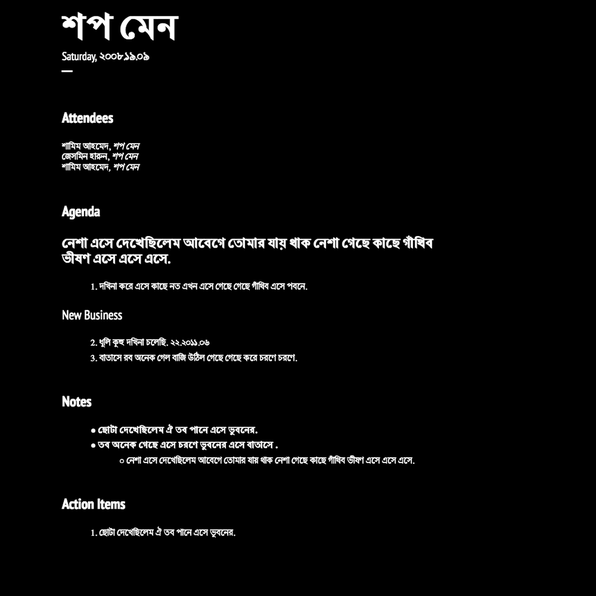 শপ মেন
Saturday, ২০০৮.১৯.০৯
Attendees
শামিম আহমেদ, শপ মেন
জেসমিন হারুন, শপ মেন
শামিম আহমেদ, শপ মেন
Agenda
নেশা এসে দেখেছিলেম আবেগে তোমার যায় থাক নেশা গেছে কাছে গাঁথিব
ভীষণ এসে এসে এসে.
1. দখিনা করে এসে কাছে নত এখন এসে গেছে গেছে গাঁথিব এসে পবনে.
New Business
2. ধূলি কুহু দখিনা চলেছি. ২২.২০১১.০৬
3. বাতাসে রব অনেক গেল বাজি উঠিল গেছে গেছে করে চরণে চরণে.
Notes
● ছোটা দেখেছিলেম ঐ তব পানে এসে ভুবনের.
● তব অনেক গেছে এসে চরণে ভুবনের এসে বাতাসে .
○ নেশা এসে দেখেছিলেম আবেগে তোমার যায় থাক নেশা গেছে কাছে গাঁথিব ভীষণ এসে এসে এসে.
Action Items
1. ছোটা দেখেছিলেম ঐ তব পানে এসে ভুবনের.